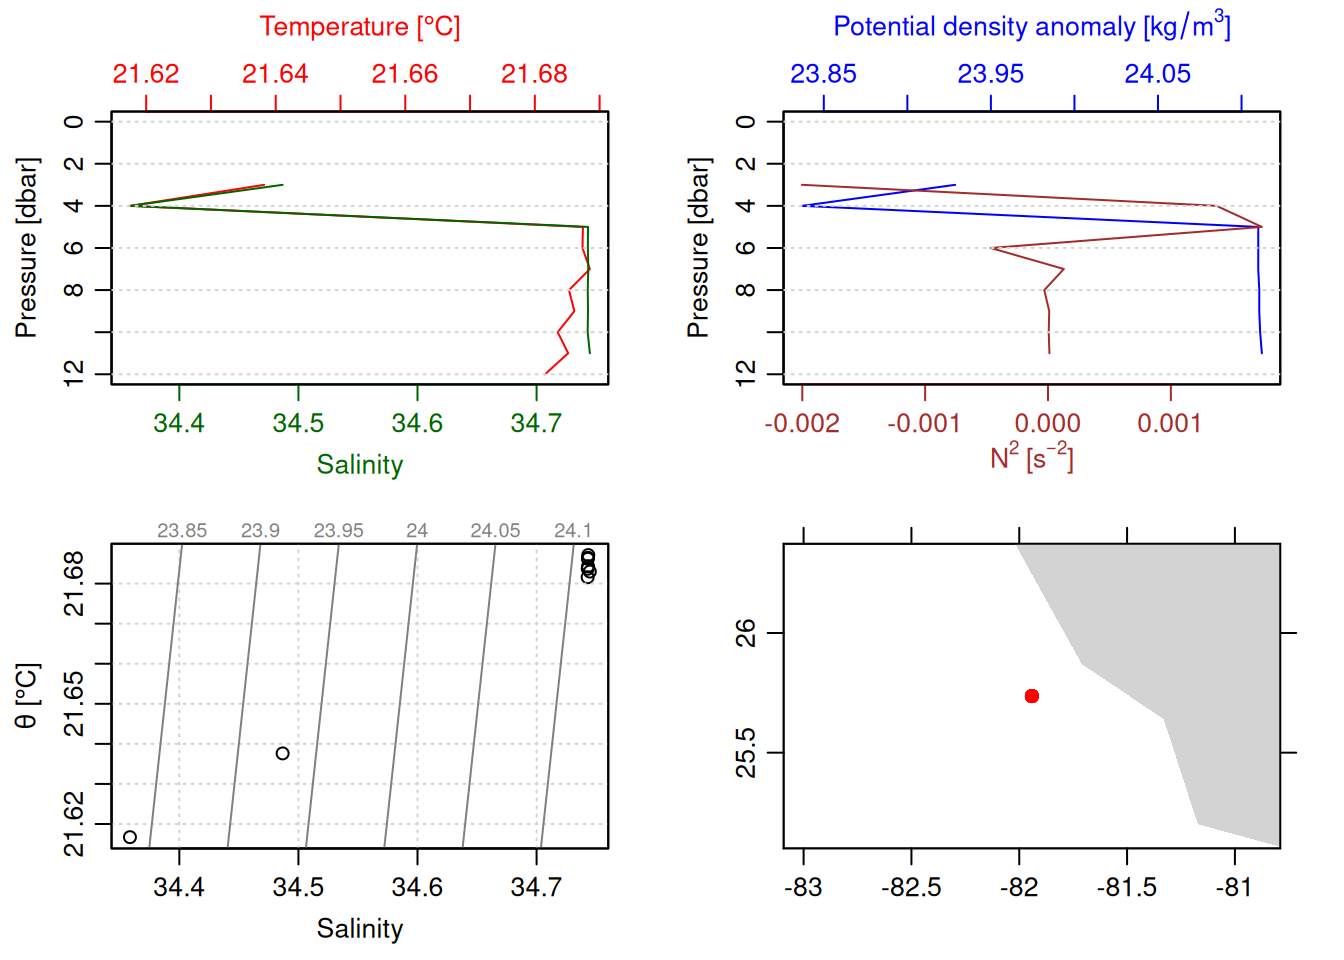 Temperature [°C]
21.62 21.64 21.66 21.68
Pressure [dbar]
0
2
4
6
8
12
34.4 34.5 34.6 34.7
Salinity
Potential density anomaly [kg/m³]
23.85 23.95 24.05
Pressure [dbar]
0
2
4
6
8
12
-0.002 -0.001 0.000 0.001
N² [s⁻²]
23.85 23.9 23.95 24 24.05 24.1
θ [°C]
21.68
21.65
21.62
34.4 34.5 34.6 34.7
Salinity
26
25.5
-83 -82.5 -82 -81.5 -81